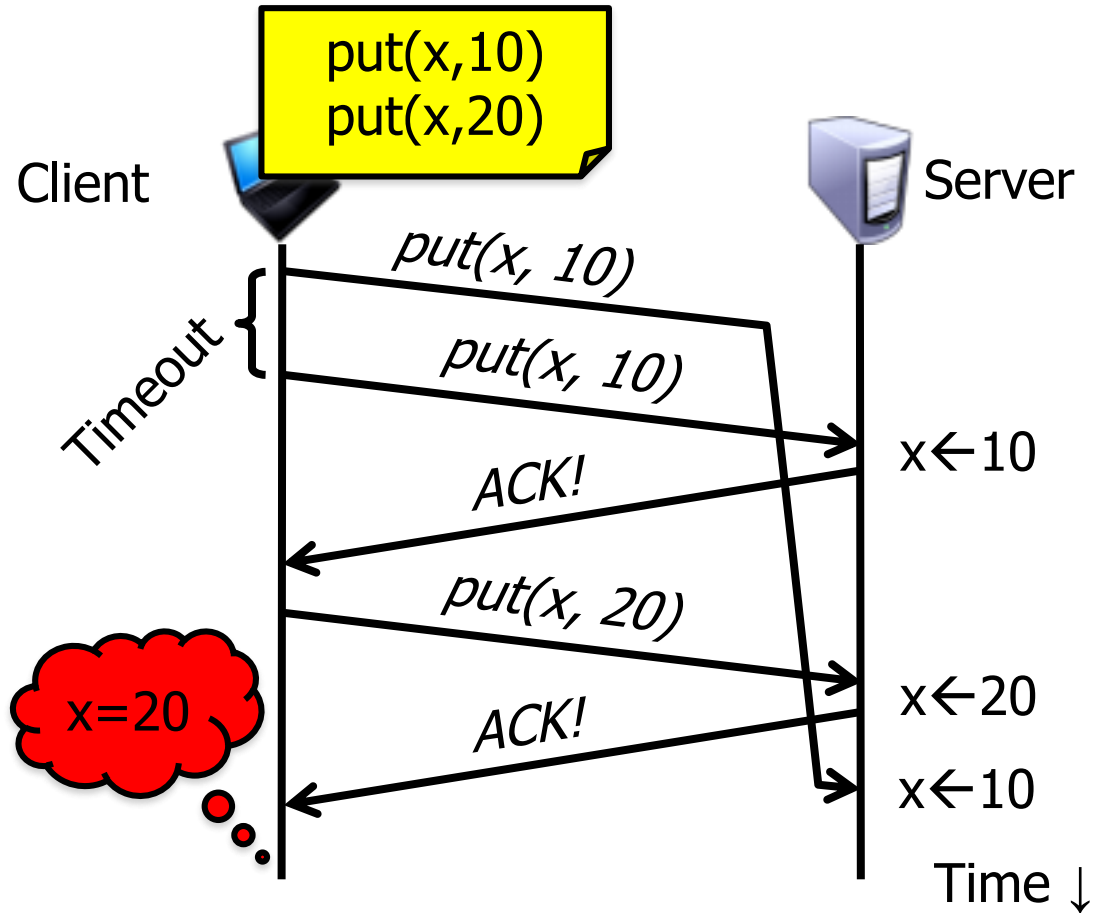 put(x,10)
put(x,20)
Client
Server
put(x, 10)
Timeout
put(x, 10)
x←10
ACK!
put(x, 20)
x=20
x←20
ACK!
x←10
Time ↓